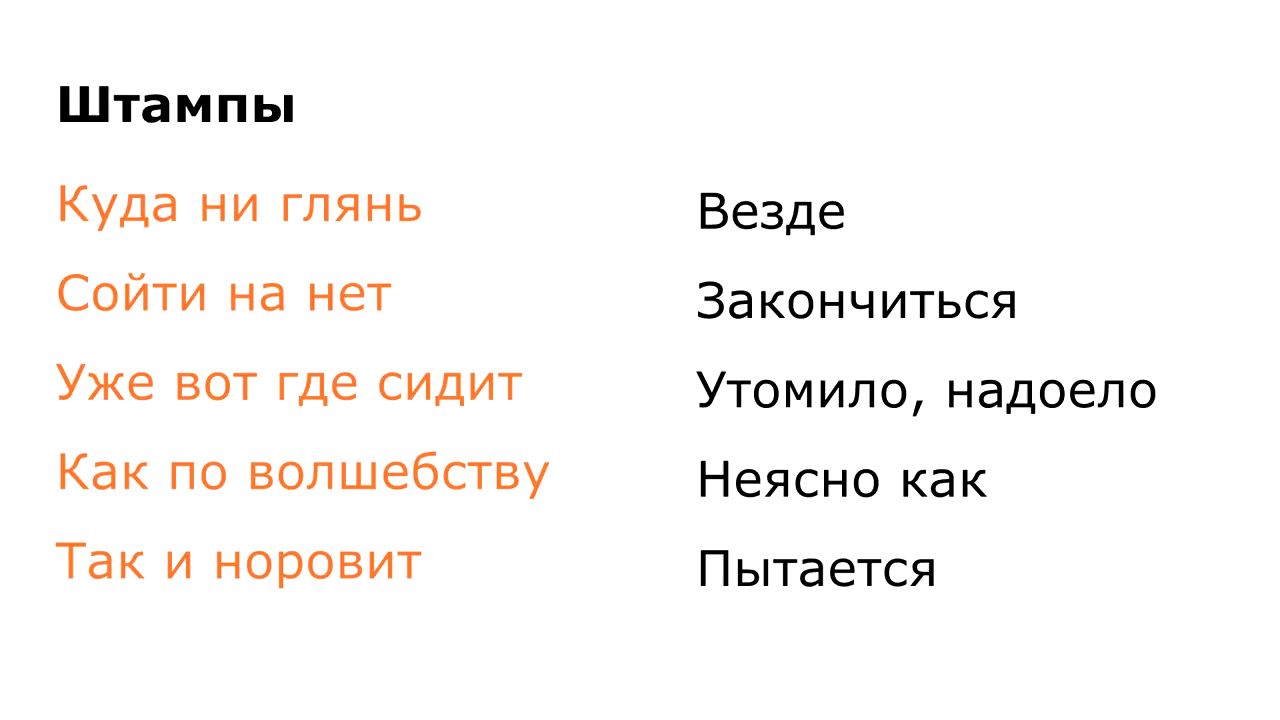 Штампы
Куда ни глянь
Везде
Сойти на нет
Закончиться
Уже вот где сидит
Утомило, надоело
Как по волшебству
Неясно как
Так и норовит
Пытается